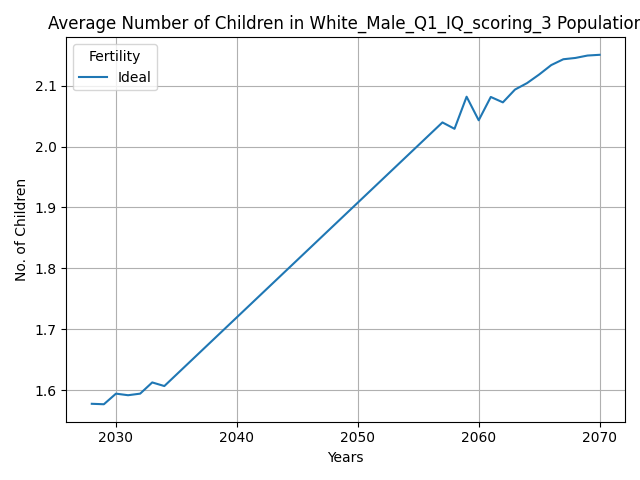 Average Number of Children in White_Male_Q1_IQ_scoring_3 Population
Fertility
Ideal
2.1
2.0
1.9
1.8
1.7
1.6
No. of Children
2030 2040 2050 2060 2070
Years